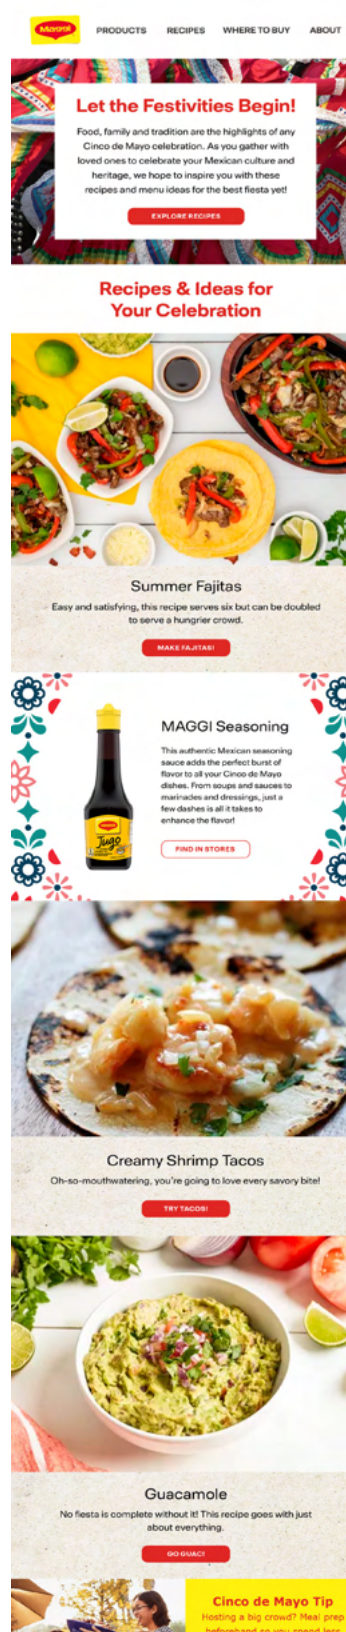 Maggi
PRODUCTS RECIPES WHERE TO BUY ABOUT
Let the Festivities Begin!
Food, family and tradition are the highlights of any
Cinco de Mayo celebration. As you gather with
loved ones to celebrate your Mexican culture and
heritage, we hope to inspire you with these
recipes and menu ideas for the best fiesta yet!
EXPLORE RECIPES
Recipes & Ideas for
Your Celebration
Summer Fajitas
Easy and satisfying, this recipe serves six but can be doubled
to serve a hungrier crowd.
MAKE FAJITAS!
MAGGI Seasoning
This authentic Mexican seasoning
sauce adds the perfect burst of
flavor to all your Cinco de Mayo
dishes. From soups and sauces to
marinades and dressings, just a
few dashes is all it takes to
enhance the flavor!
FIND IN STORES
Jugo
Creamy Shrimp Tacos
Oh-so-mouthwatering, you're going to love every savory bite!
TRY TACOS!
Guacamole
No fiesta is complete without it! This recipe goes with just
about everything.
GO GUAC!
Cinco de Mayo Tip
Hosting a big crowd? Meal prep
beforehand so you spend less